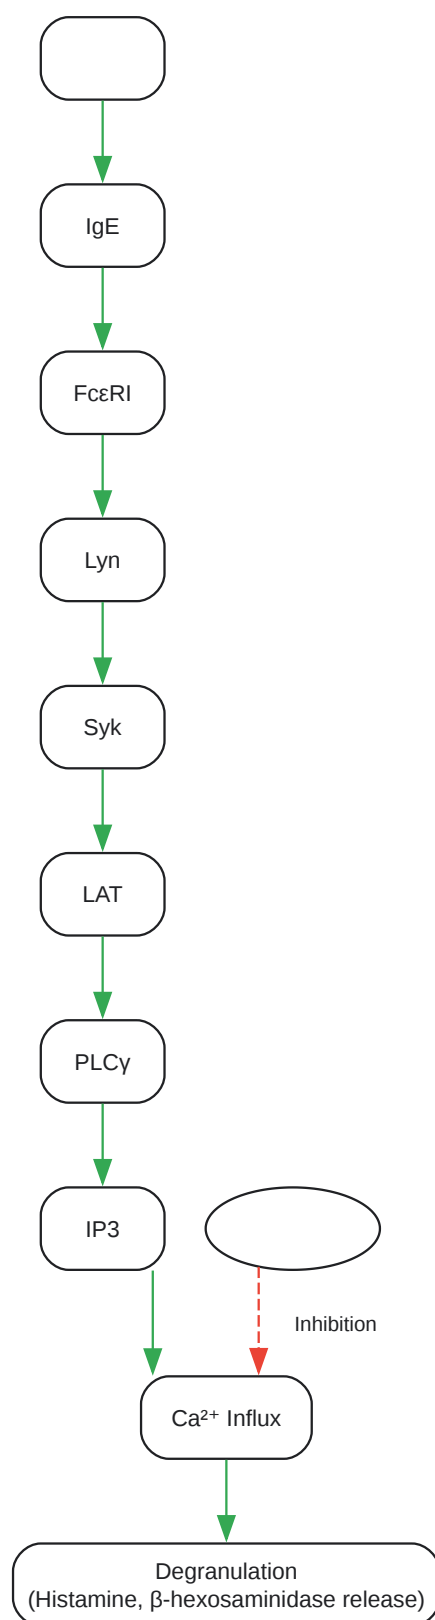 IgE
FcεRI
Lyn
Syk
LAT
PLCγ
IP3
Inhibition
Ca²⁺ Influx
Degranulation
(Histamine, β-hexosaminidase release)